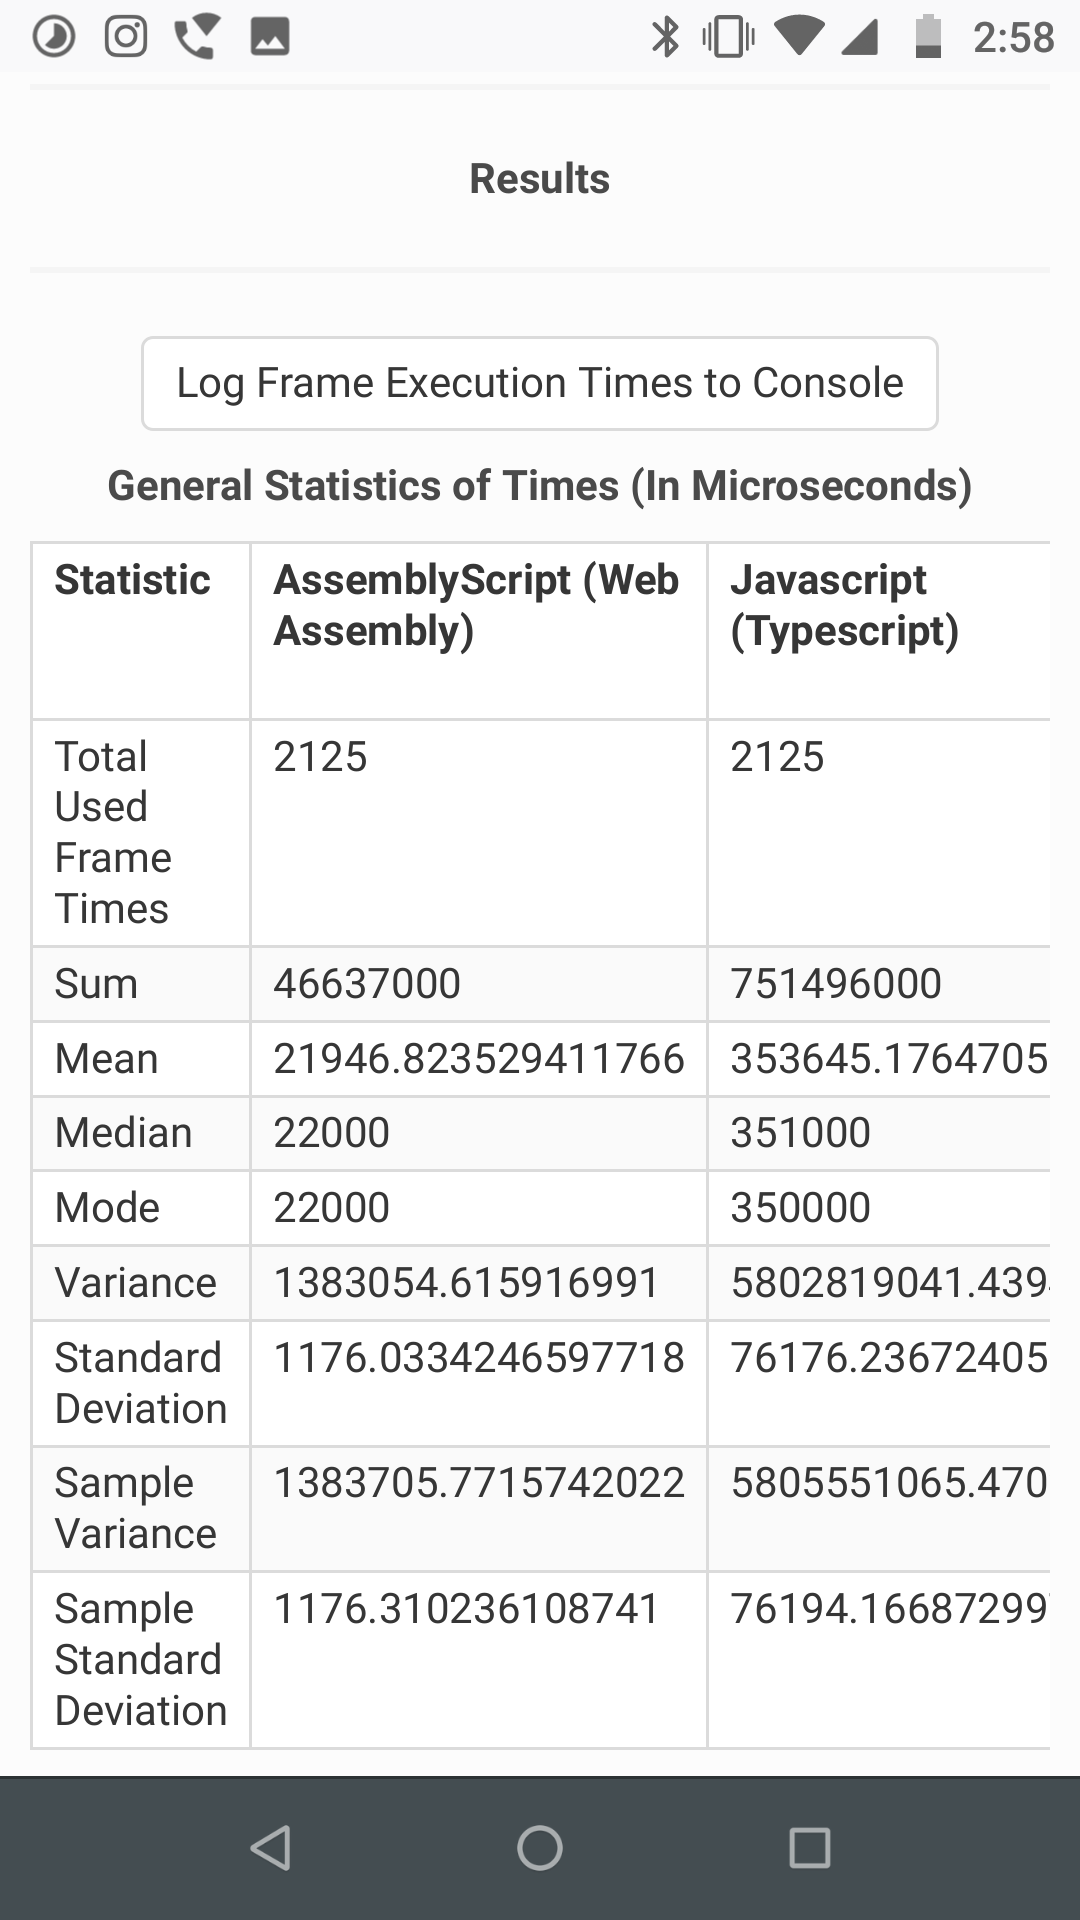 2:58
Results
Log Frame Execution Times to Console
General Statistics of Times (In Microseconds)
Statistic
AssemblyScript (Web
Assembly)
Javascript
(Typescript)
Total
Used
Frame
Times
2125
2125
Sum
46637000
751496000
Mean
21946.823529411766
353645.1764705
Median
22000
351000
Mode
22000
350000
Variance
1383054.615916991
5802819041.439
Standard
Deviation
1176.0334246597718
76176.23672405
Sample
Variance
1383705.7715742022
5805551065.470
Sample
Standard
Deviation
1176.310236108741
76194.166872997